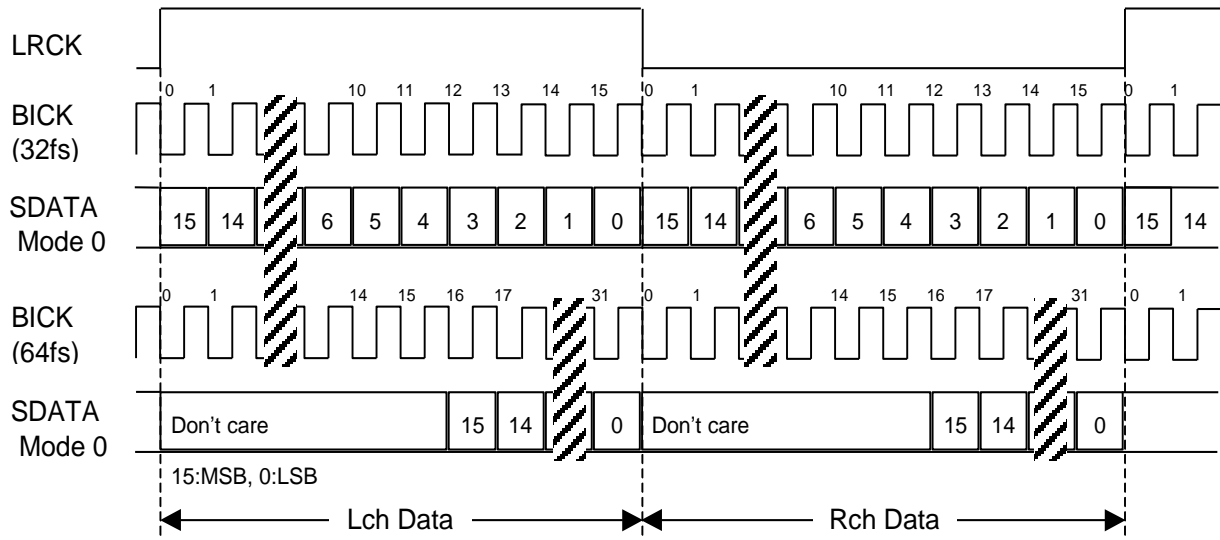 LRCK
0 1 10 11 12 13 14 15 0 1 10 11 12 13 14 15 0 1
BICK
(32fs)
SDATA
Mode 0
15 14 6 5 4 3 2 1 0 15 14 6 5 4 3 2 1 0 15 14
0 1 14 15 16 17 31 0 1 14 15 16 17 31 0 1
BICK
(64fs)
SDATA
Mode 0
Don't care 15 14 0 Don't care 15 14 0
15:MSB, 0:LSB
Lch Data Rch Data